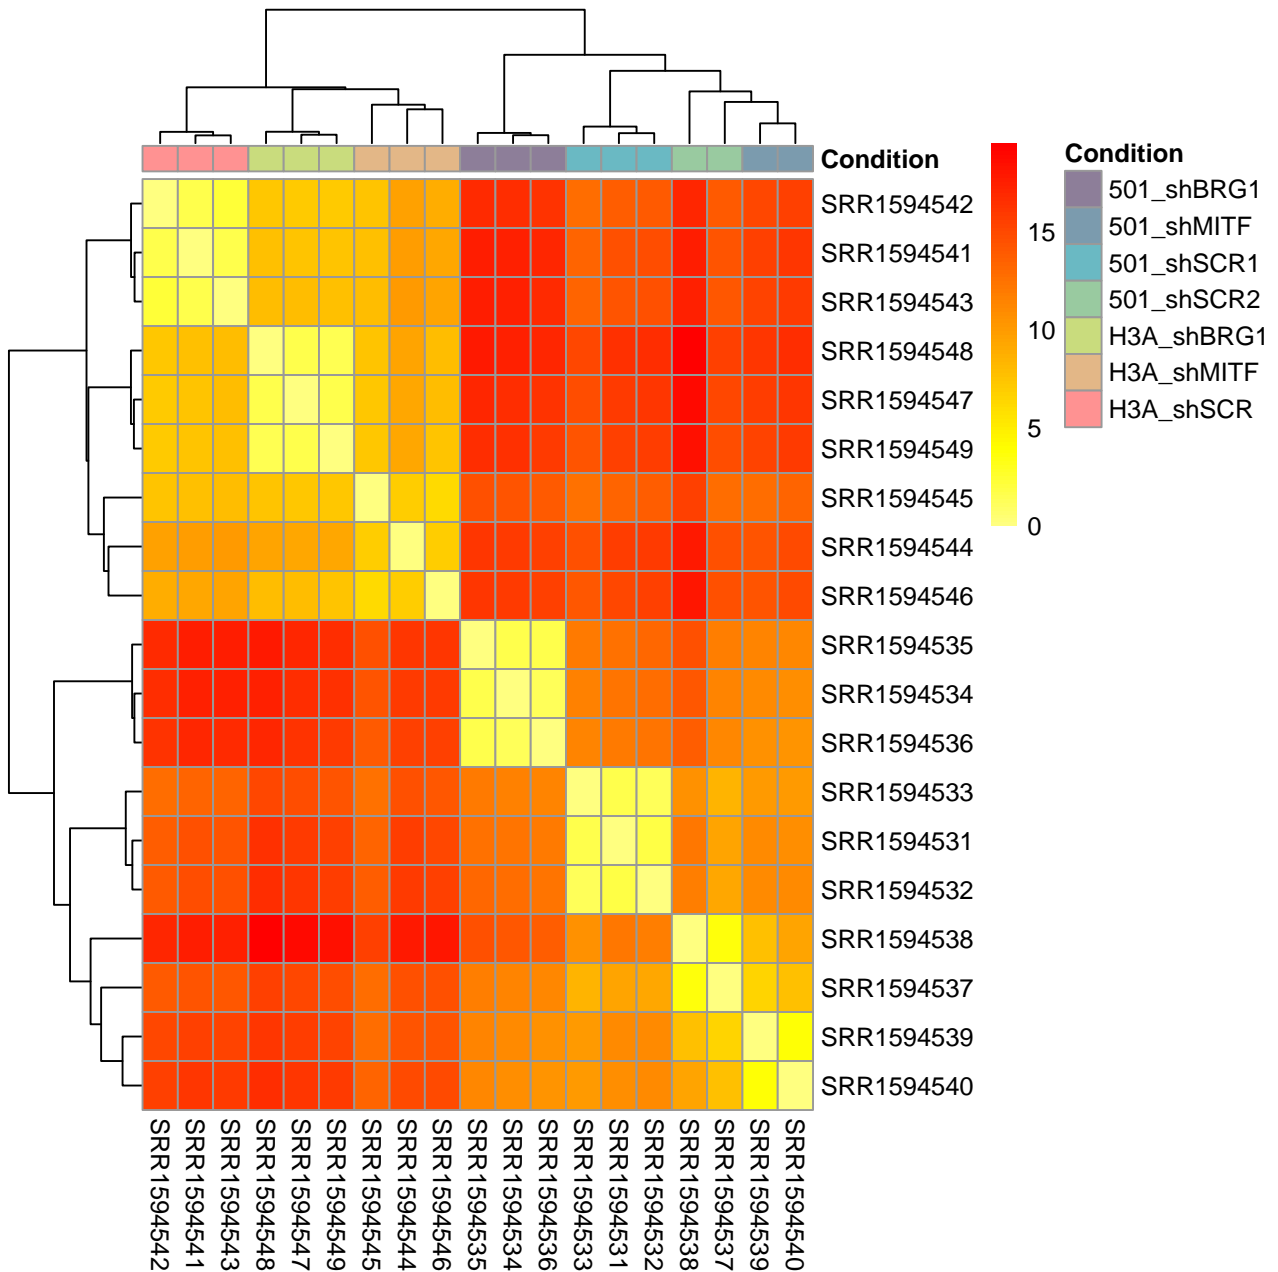 Condition
SRR1594542
SRR1594541
SRR1594543
SRR1594548
SRR1594547
SRR1594549
SRR1594545
SRR1594544
SRR1594546
SRR1594535
SRR1594534
SRR1594536
SRR1594533
SRR1594531
SRR1594532
SRR1594538
SRR1594537
SRR1594539
SRR1594540
15
10
5
0
Condition
501_shBRG1
501_shMITF
501_shSCR1
501_shSCR2
H3A_shBRG1
H3A_shMITF
H3A_shSCR
SRR1594542
SRR1594541
SRR1594543
SRR1594548
SRR1594547
SRR1594549
SRR1594545
SRR1594544
SRR1594546
SRR1594535
SRR1594534
SRR1594536
SRR1594533
SRR1594531
SRR1594532
SRR1594538
SRR1594537
SRR1594539
SRR1594540